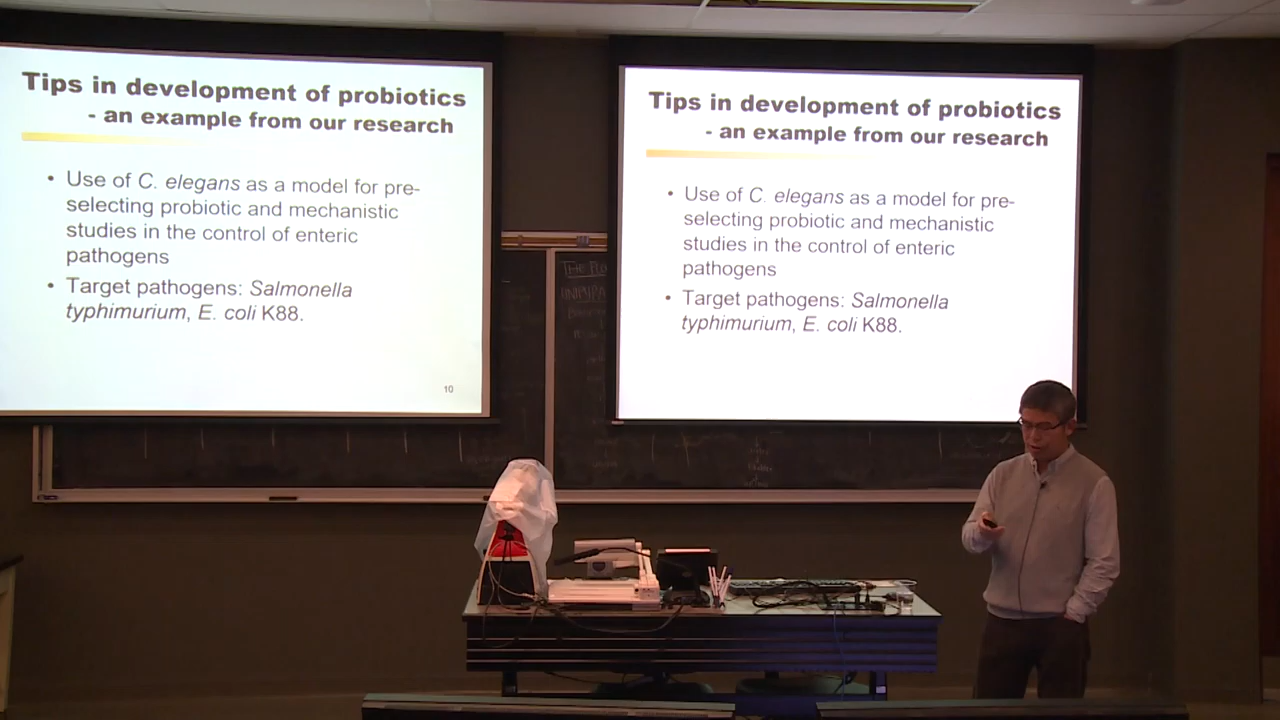 Tips in development of probiotics
- an example from our research
• Use of C. elegans as a model for pre-
selecting probiotic and mechanistic
studies in the control of enteric
pathogens
• Target pathogens: Salmonella
typhimurium, E. coli K88.
10
Tips in development of probiotics
- an example from our research
• Use of C. elegans as a model for pre-
selecting probiotic and mechanistic
studies in the control of enteric
pathogens
• Target pathogens: Salmonella
typhimurium, E. coli K88.
THE FLO